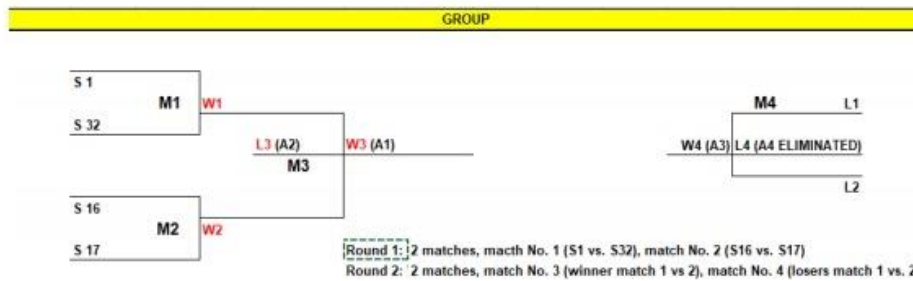 GROUP
S 1
M1 W1
S 32
L3 (A2) W3 (A1)
M3
S 16
M2 W2
S 17
M4 L1
W4 (A3) L4 (A4 ELIMINATED)
L2
Round 1: 2 matches, macth No. 1 (S1 vs. S32), match No. 2 (S16 vs. S17)
Round 2: 2 matches, match No. 3 (winner match 1 vs 2), match No. 4 (losers match 1 vs. 2